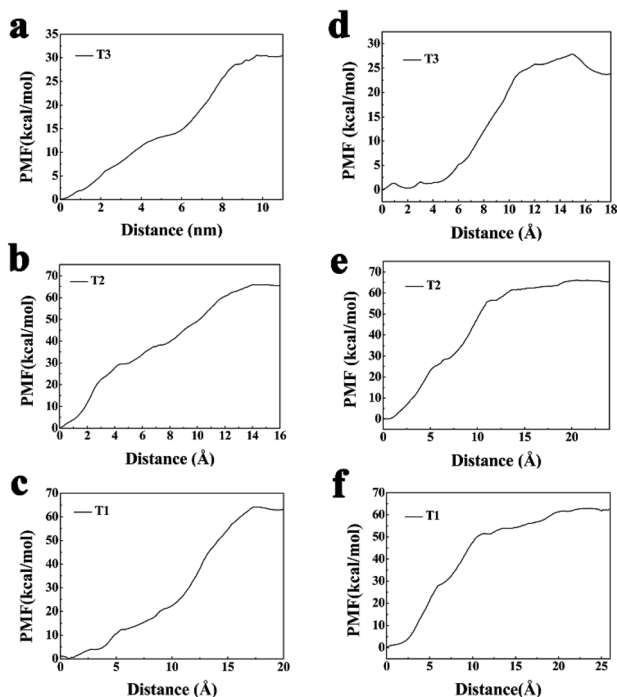 a
T3
PMF(kcal/mol)
35
30
25
20
15
10
5
0
0 2 4 6 8 10
Distance (nm)
d
T3
PMF (kcal/mol)
30
25
20
15
10
5
0
0 2 4 6 8 10 12 14 16 18
Distance (Å)
b
T2
PMF(kcal/mol)
70
60
50
40
30
20
10
0
0 2 4 6 8 10 12 14 16
Distance (Å)
e
T2
PMF (kcal/mol)
70
60
50
40
30
20
10
0
0 5 10 15 20
Distance (Å)
c
T1
PMF(kcal/mol)
70
60
50
40
30
20
10
0
0 5 10 15 20
Distance (Å)
f
T1
PMF(kcal/mol)
70
60
50
40
30
20
10
0
0 5 10 15 20 25
Distance(Å)